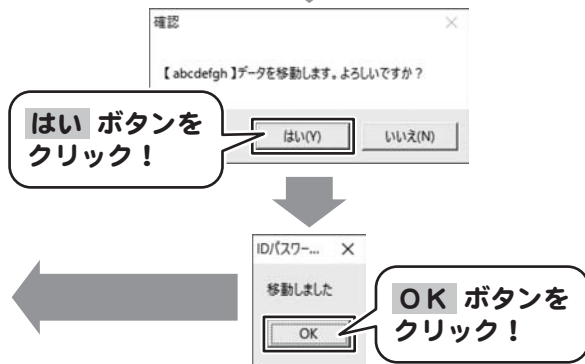 確認
【 abcdefgh 】データを移動します。よろしいですか？
はい ボタンを
クリック！
はい(Y)
いいえ(N)
IDパスワー...
移動しました
OK
ＯＫ ボタンを
クリック！